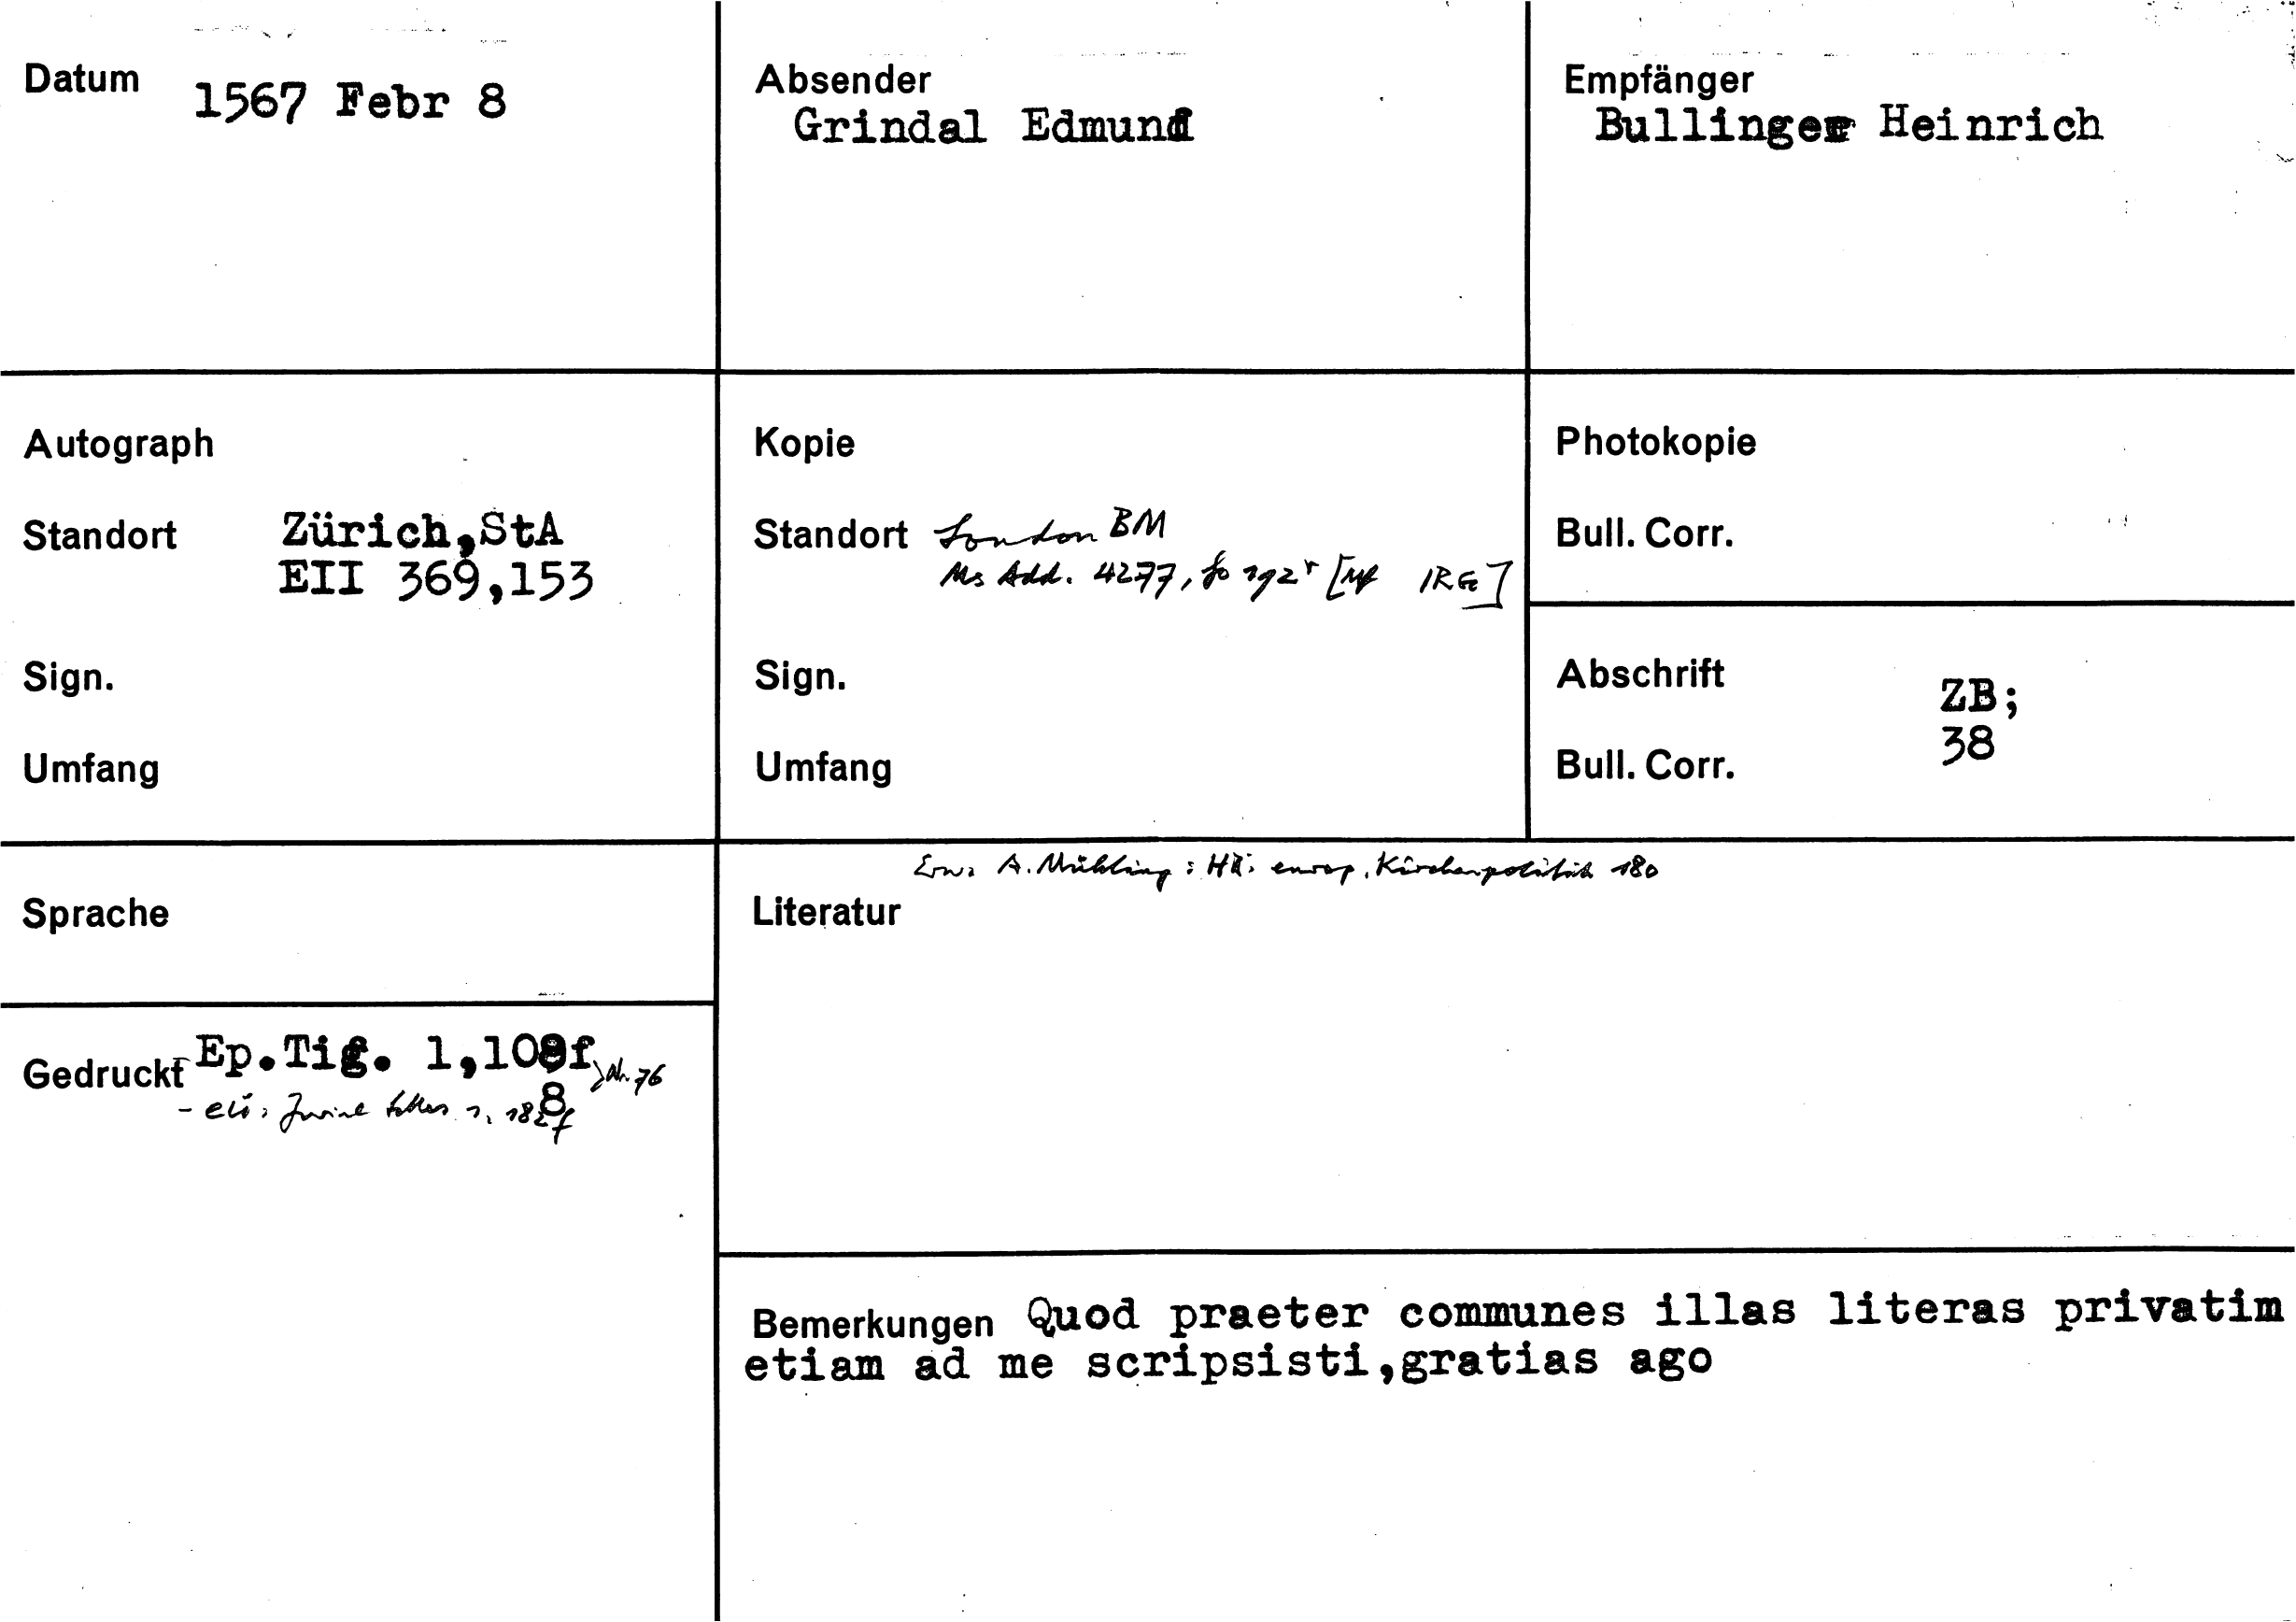 Datum 1567 Febr 8
Absender
Grindal Edmund
Empfänger
Bullinger Heinrich
Autograph
Standort Zürich,StA
EII 369,153
Sign.
Umfang
Kopie
Standort London BM
Ms Add. 4277, fo 192r [Mf IRG]
Sign.
Umfang
Photokopie
Bull. Corr.
Abschrift ZB;
Bull. Corr. 38
Sprache
Erw: A. Mühling: HB. europ. Kirchenpolitik 180
Literatur
Gedruckt Ep.Tig. 1,108f, Nr. 76
8
- Zurich Letters 1, 182f
Bemerkungen Quod praeter communes illas literas privatim
etiam ad me scripsisti,gratias ago